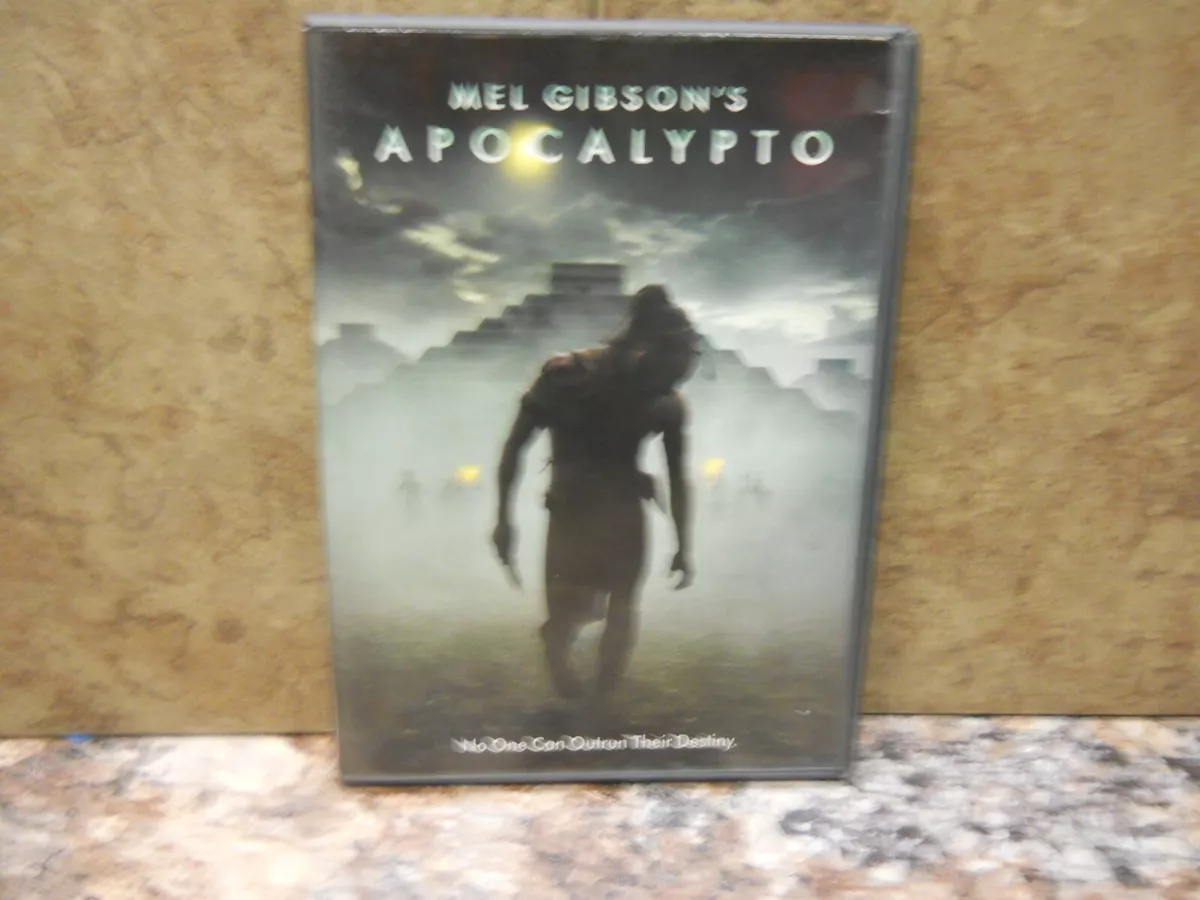 MEL GIBSON'S
APOCALYPTO
No One Can Outrun Their Destiny.